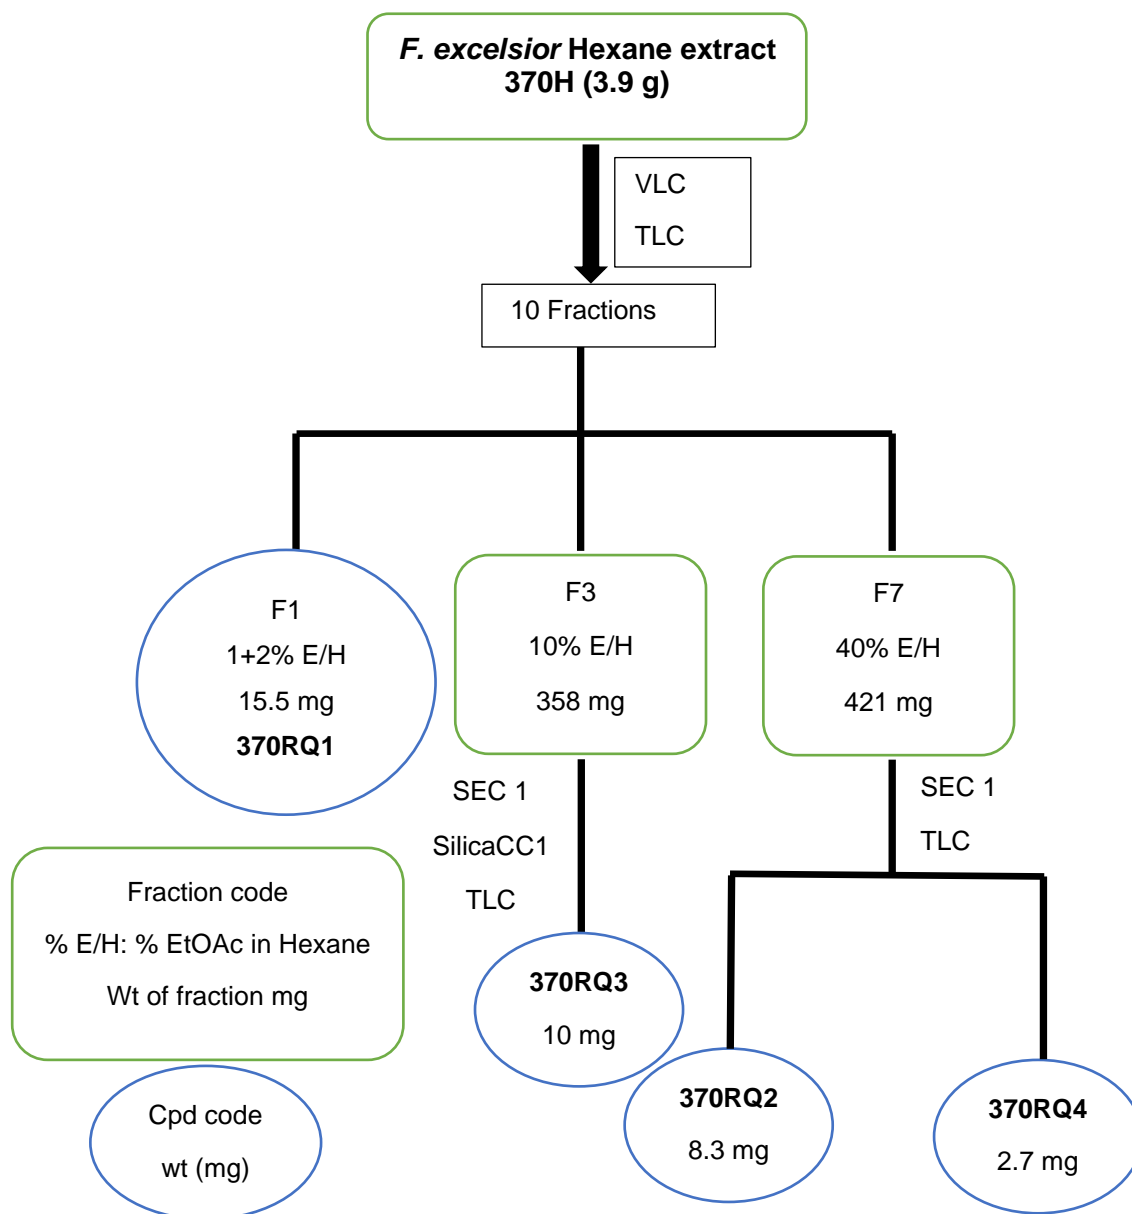 F. excelsior Hexane extract
370H (3.9 g)
VLC
TLC
10 Fractions
F1
1+2% E/H
15.5 mg
370RQ1
F3
10% E/H
358 mg
F7
40% E/H
421 mg
SEC 1
SilicaCC1
TLC
SEC 1
TLC
Fraction code
% E/H: % EtOAc in Hexane
Wt of fraction mg
370RQ3
10 mg
370RQ2
8.3 mg
370RQ4
2.7 mg
Cpd code
wt (mg)